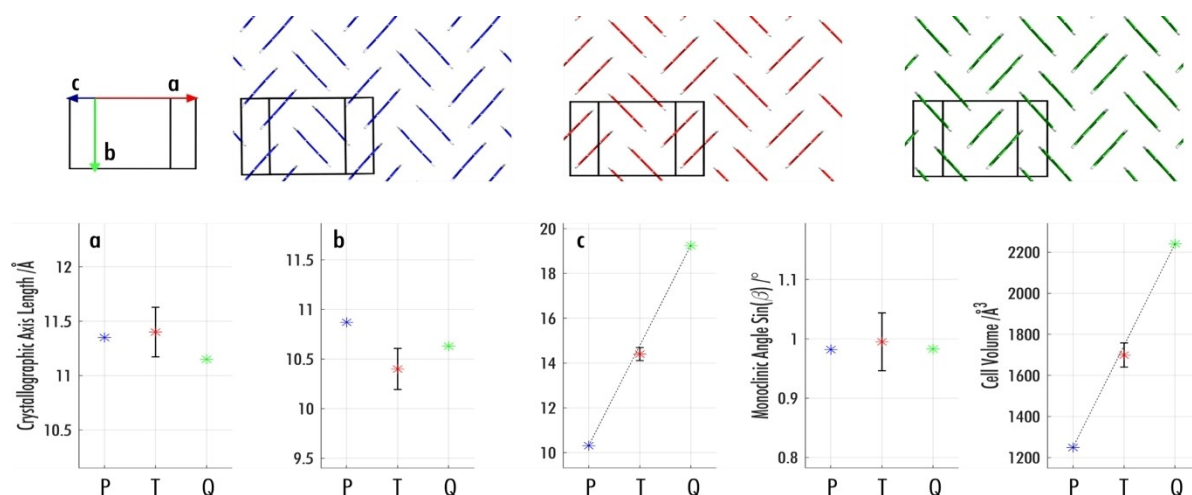 c a
b
a
Crystallographic Axis Length /Å
12
11.5
11
10.5
P T Q
b
11.5
11
10.5
10
9.5
P T Q
c
20
18
16
14
12
10
P T Q
Monoclinic Angle Sin(β) /°
1.1
1
0.9
0.8
P T Q
Cell Volume /Å³
2200
2000
1800
1600
1400
1200
P T Q